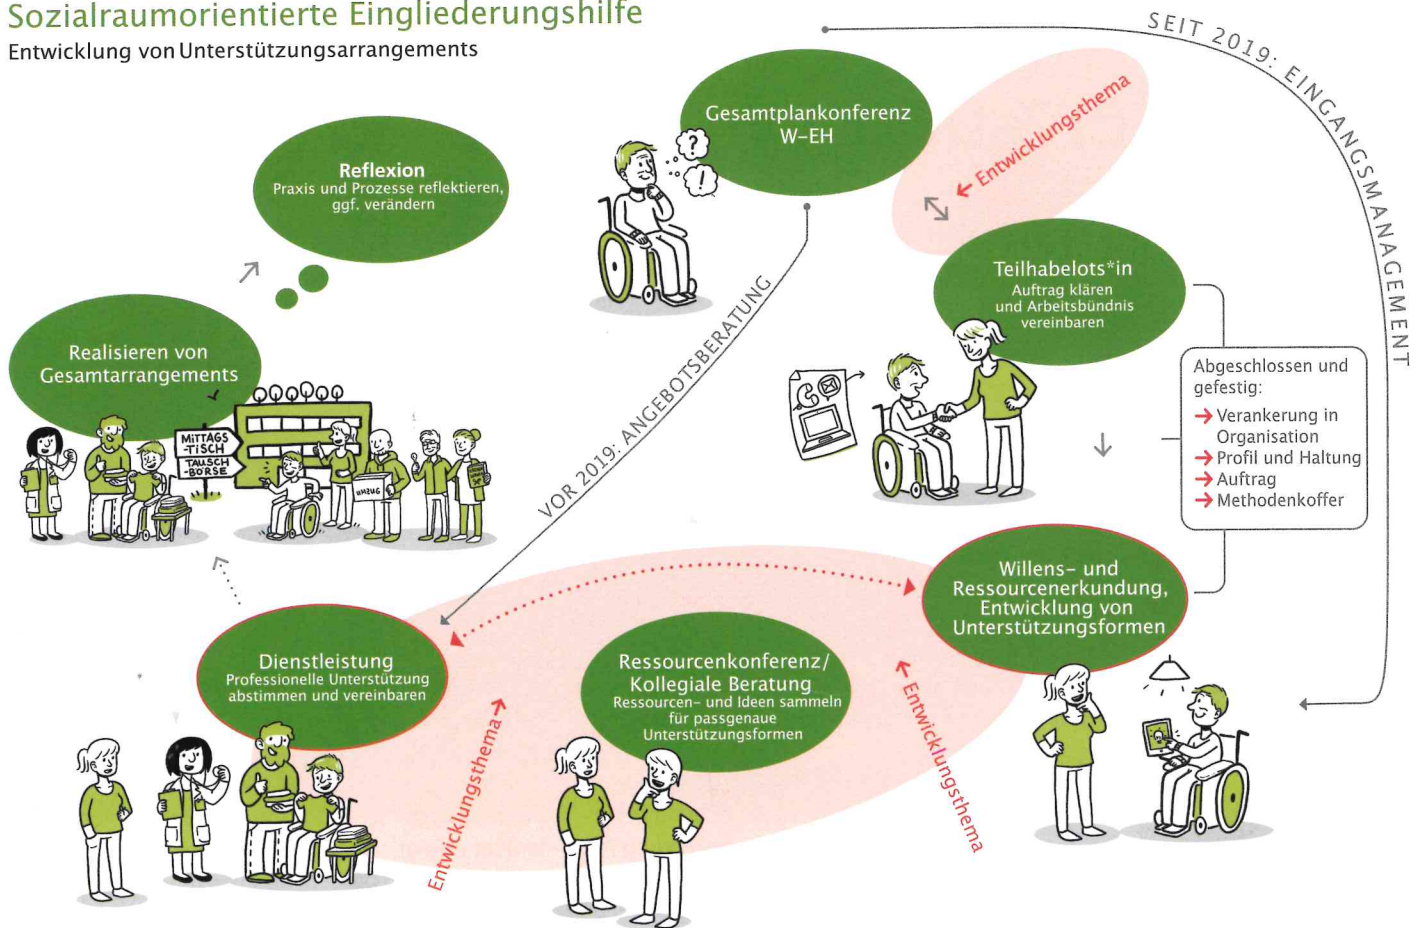 Sozialraumorientierte Eingliederungshilfe
Entwicklung von Unterstützungsarrangements
SEIT 2019: EINGANGSMANAGEMENT
Gesamtplankonferenz
W-EH
?
!
← Entwicklungsthema
Teilhabelots*in
Auftrag klären
und Arbeitsbündnis
vereinbaren
Abgeschlossen und
gefestig:
→ Verankerung in
Organisation
→ Profil und Haltung
→ Auftrag
→ Methodenkoffer
Willens- und
Ressourcenerkundung,
Entwicklung von
Unterstützungsformen
← Entwicklungsthema
Ressourcenkonferenz/
Kollegiale Beratung
Ressourcen- und Ideen sammeln
für passgenaue
Unterstützungsformen
Entwicklungsthema →
VOR 2019: ANGEBOTSBERATUNG
Dienstleistung
Professionelle Unterstützung
abstimmen und vereinbaren
Realisieren von
Gesamtarrangements
MITTAGS
-TISCH
TAUSCH
-BÖRSE
UMZUG
Reflexion
Praxis und Prozesse reflektieren,
ggf. verändern